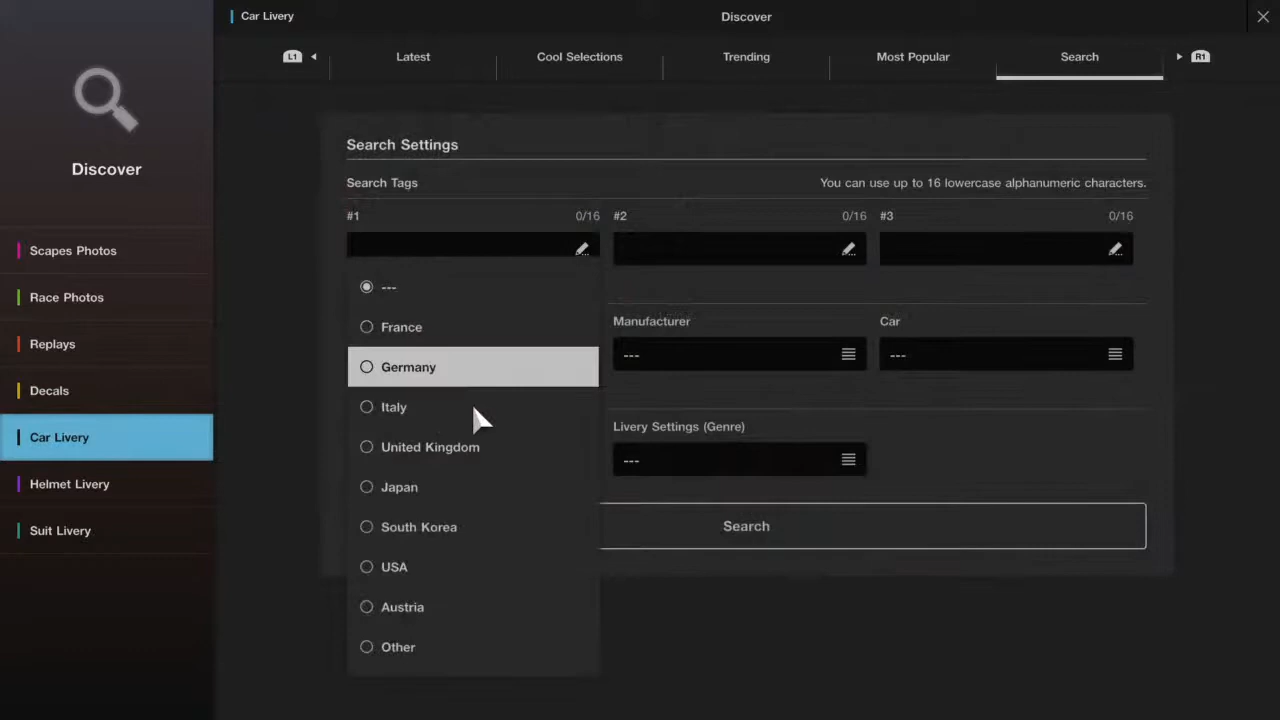 Car Livery
Discover
L1
Latest
Cool Selections
Trending
Most Popular
Search
R1
Discover
Scapes Photos
Race Photos
Replays
Decals
Car Livery
Helmet Livery
Suit Livery
Search Settings
Search Tags
You can use up to 16 lowercase alphanumeric characters.
#1 0/16
#2 0/16
#3 0/16
---
France
Germany
Italy
United Kingdom
Japan
South Korea
USA
Austria
Other
Manufacturer
---
Car
---
Livery Settings (Genre)
---
Search